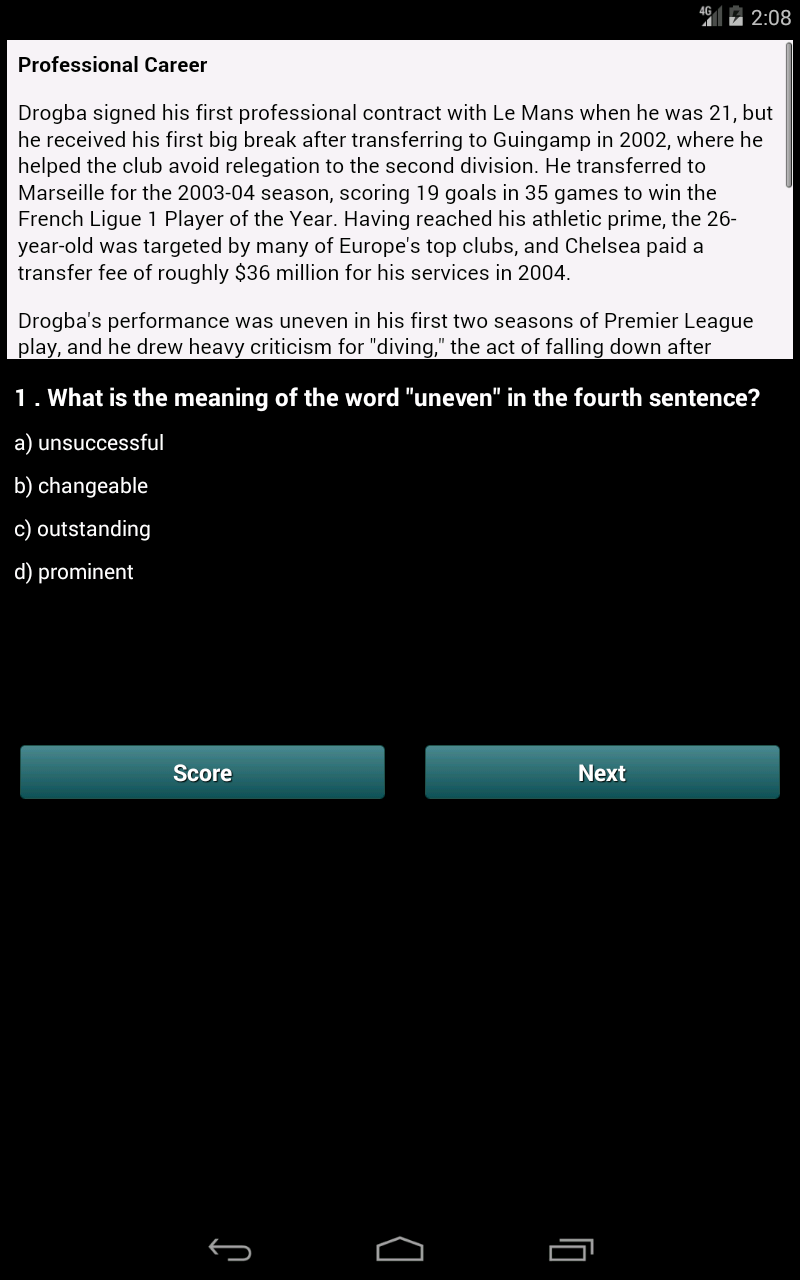 4G 2:08
Professional Career
Drogba signed his first professional contract with Le Mans when he was 21, but
he received his first big break after transferring to Guingamp in 2002, where he
helped the club avoid relegation to the second division. He transferred to
Marseille for the 2003-04 season, scoring 19 goals in 35 games to win the
French Ligue 1 Player of the Year. Having reached his athletic prime, the 26-
year-old was targeted by many of Europe's top clubs, and Chelsea paid a
transfer fee of roughly $36 million for his services in 2004.
Drogba's performance was uneven in his first two seasons of Premier League
play, and he drew heavy criticism for "diving," the act of falling down after
1 . What is the meaning of the word "uneven" in the fourth sentence?
a) unsuccessful
b) changeable
c) outstanding
d) prominent
Score
Next